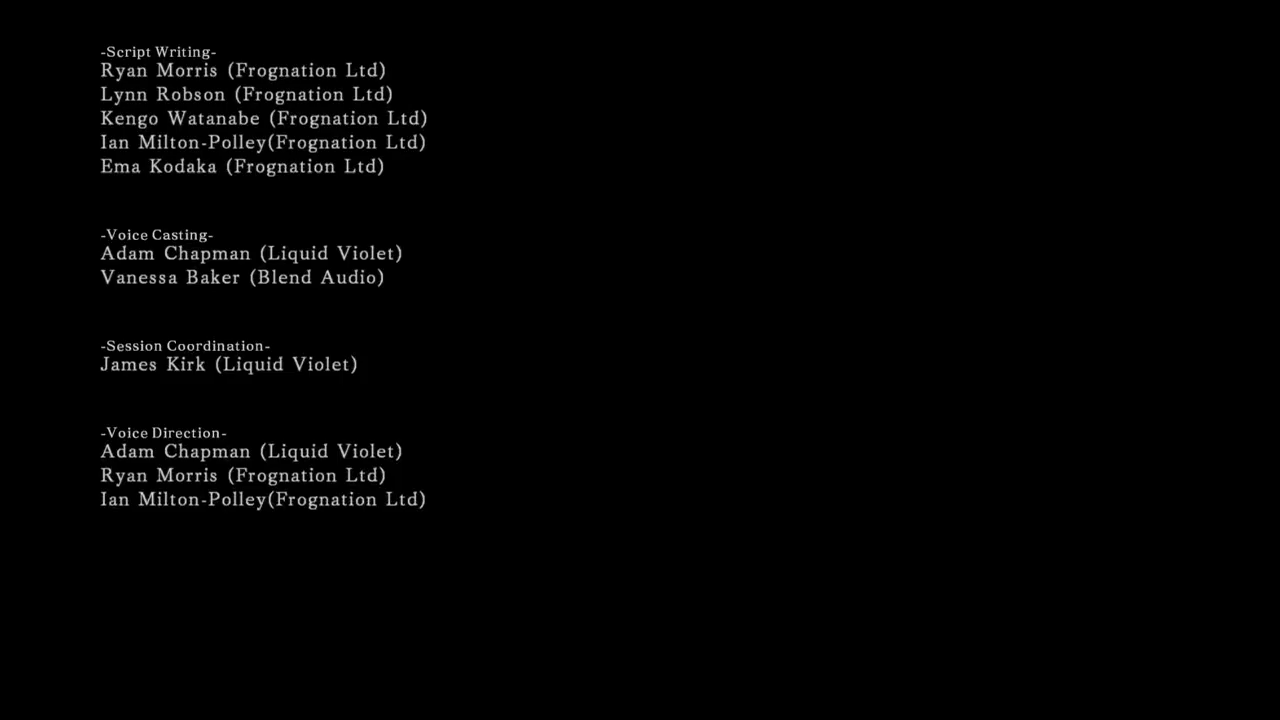 -Script Writing-
Ryan Morris (Frognation Ltd)
Lynn Robson (Frognation Ltd)
Kengo Watanabe (Frognation Ltd)
Ian Milton-Polley(Frognation Ltd)
Ema Kodaka (Frognation Ltd)
-Voice Casting-
Adam Chapman (Liquid Violet)
Vanessa Baker (Blend Audio)
-Session Coordination-
James Kirk (Liquid Violet)
-Voice Direction-
Adam Chapman (Liquid Violet)
Ryan Morris (Frognation Ltd)
Ian Milton-Polley(Frognation Ltd)